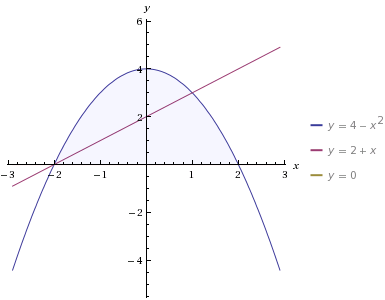 y
6
4
2
−3 −2 −1 1 2 3 x
−2
−4
y = 4 − x²
y = 2 + x
y = 0